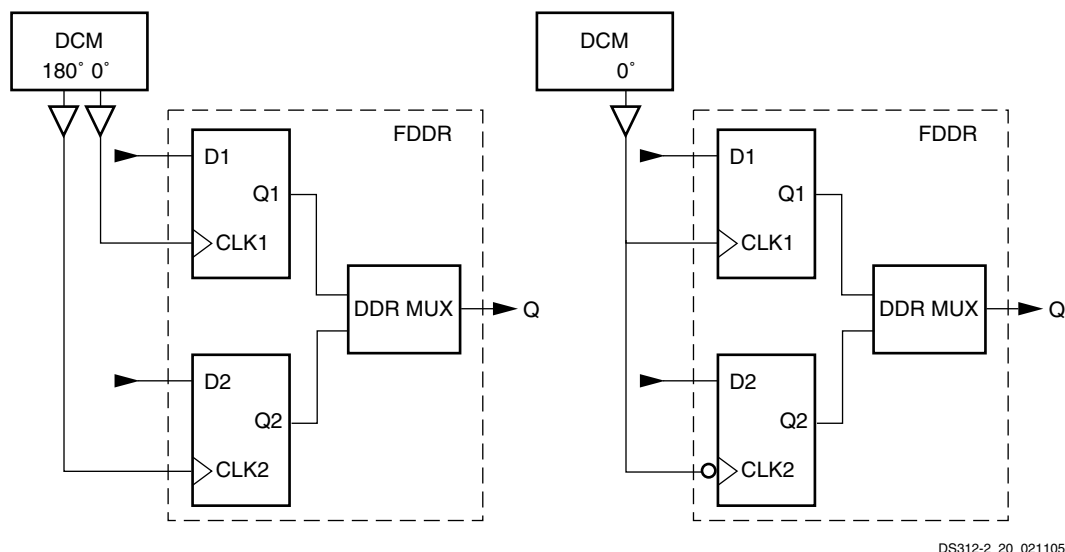 DCM
180˚ 0˚
FDDR
D1
Q1
CLK1
DDR MUX
Q
D2
Q2
CLK2
DCM
0˚
FDDR
D1
Q1
CLK1
DDR MUX
Q
D2
Q2
CLK2
DS312-2_20_021105